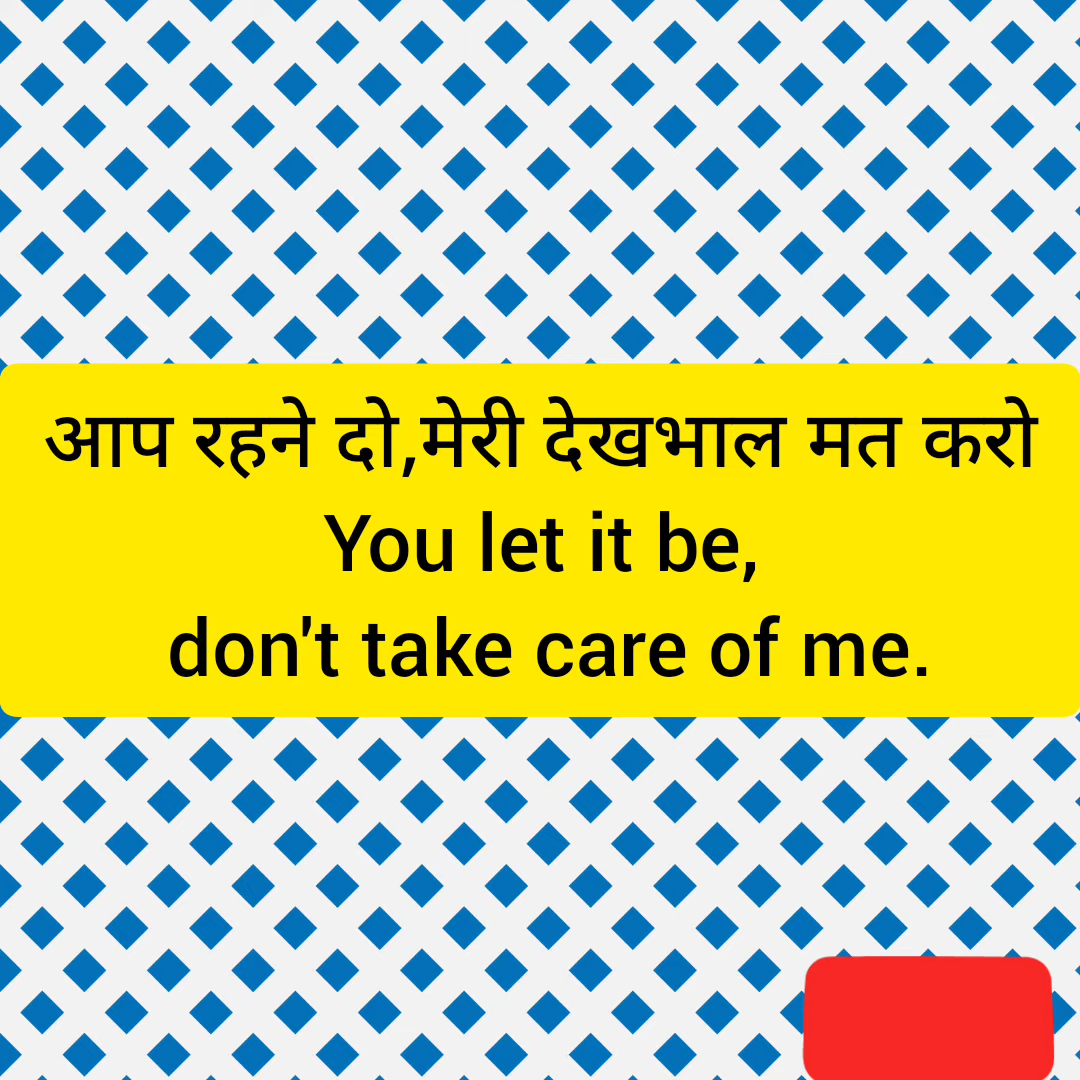 आप रहने दो,मेरी देखभाल मत करो
You let it be,
don't take care of me.